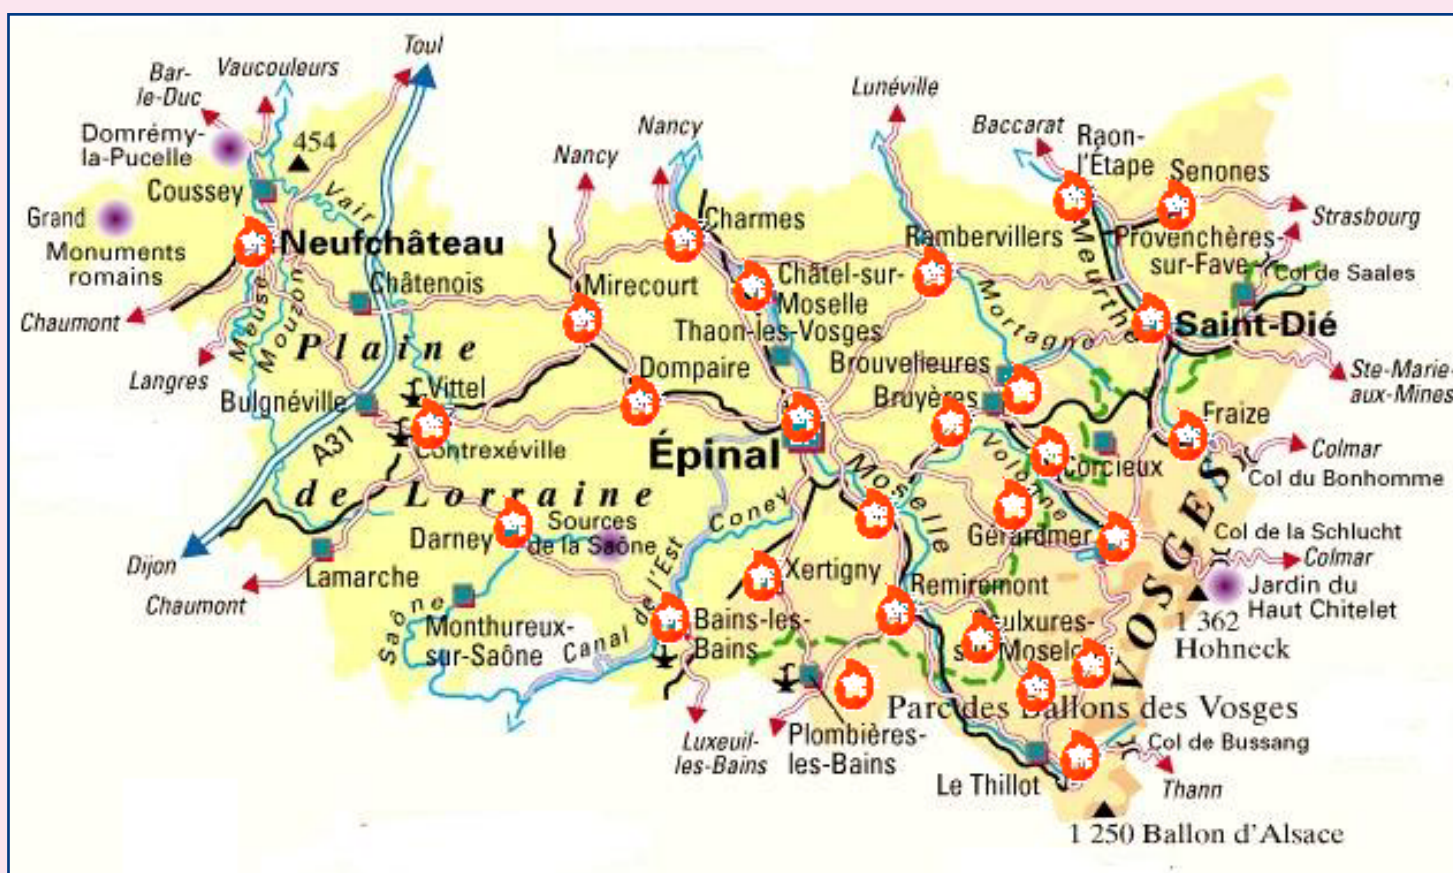 Toul
Bar-
le-Duc
Vaucouleurs
Domrémy-
la-Pucelle
454
Coussey
Vair
Grand
Monuments
romains
Neufchâteau
Châtenois
Chaumont
Meuse
Mouzon
Langres
Plaine
de Lorraine
Bulgnéville
Vittel
Contrexéville
A31
Dijon
Chaumont
Lamarche
Darney
Sources
de la Saône
Saône
Monthureux-
sur-Saône
Canal de l'Est
Coney
Nancy
Nancy
Charmes
Mirecourt
Châtel-sur-
Moselle
Thaon-les-Vosges
Dompaire
Épinal
Moselle
Xertigny
Bains-les-
Bains
Luxeuil-
les-Bains
Plombières-
les-Bains
Lunéville
Rambervillers
Mortagne
Brouvelieures
Bruyères
Vologne
Corcieux
Gérardmer
Remiremont
Saulxures-
sur-Moselotte
Parc des Ballons des Vosges
Le Thillot
Col de Bussang
Thann
1 250 Ballon d'Alsace
Baccarat
Raon-
l'Étape
Senones
Strasbourg
Meurthe
Provenchères-
sur-Fave
Col de Saales
Saint-Dié
Ste-Marie-
aux-Mines
Fraize
Colmar
Col du Bonhomme
VOSGES
Col de la Schlucht
Colmar
Jardin du
Haut Chitelet
1 362
Hohneck